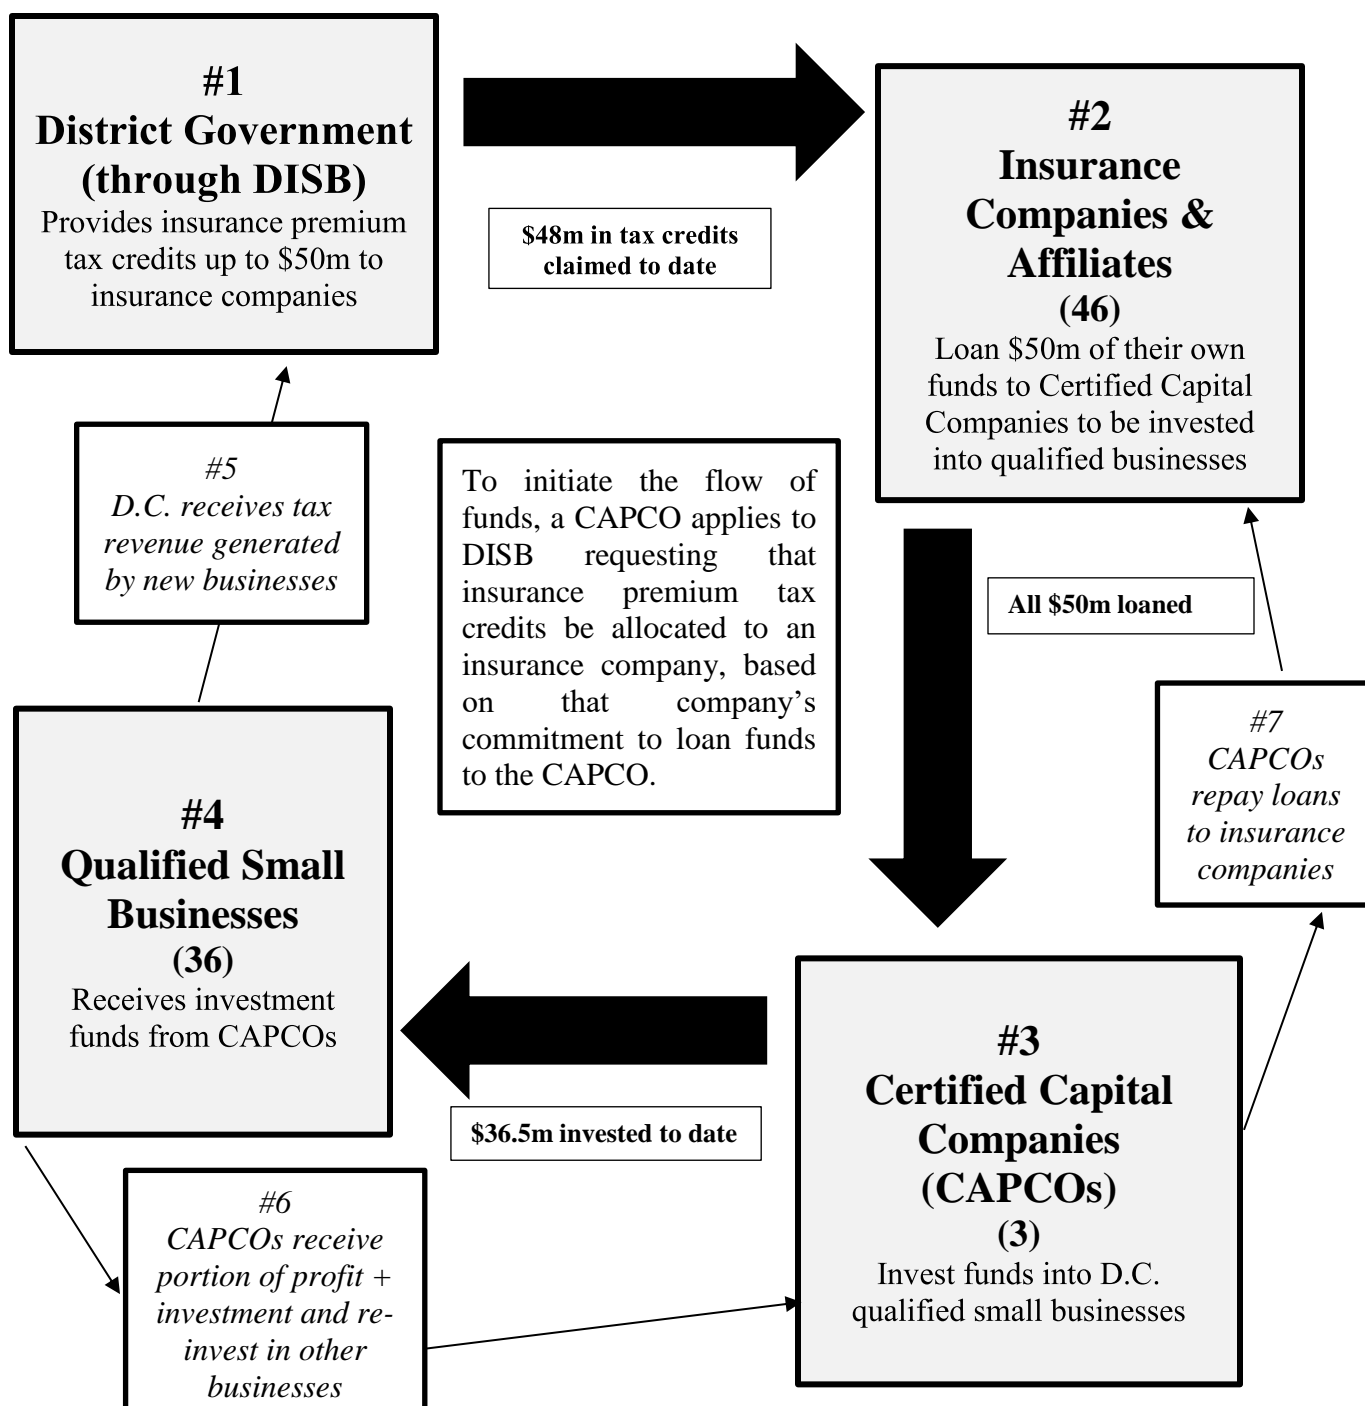 #1
District Government
(through DISB)
Provides insurance premium
tax credits up to $50m to
insurance companies
$48m in tax credits
claimed to date
#2
Insurance
Companies &
Affiliates
(46)
Loan $50m of their own
funds to Certified Capital
Companies to be invested
into qualified businesses
#5
D.C. receives tax
revenue generated
by new businesses
To initiate the flow of
funds, a CAPCO applies to
DISB requesting that
insurance premium tax
credits be allocated to an
insurance company, based
on that company’s
commitment to loan funds
to the CAPCO.
All $50m loaned
#7
CAPCOs
repay loans
to insurance
companies
#4
Qualified Small
Businesses
(36)
Receives investment
funds from CAPCOs
$36.5m invested to date
#3
Certified Capital
Companies
(CAPCOs)
(3)
Invest funds into D.C.
qualified small businesses
#6
CAPCOs receive
portion of profit +
investment and re-
invest in other
businesses